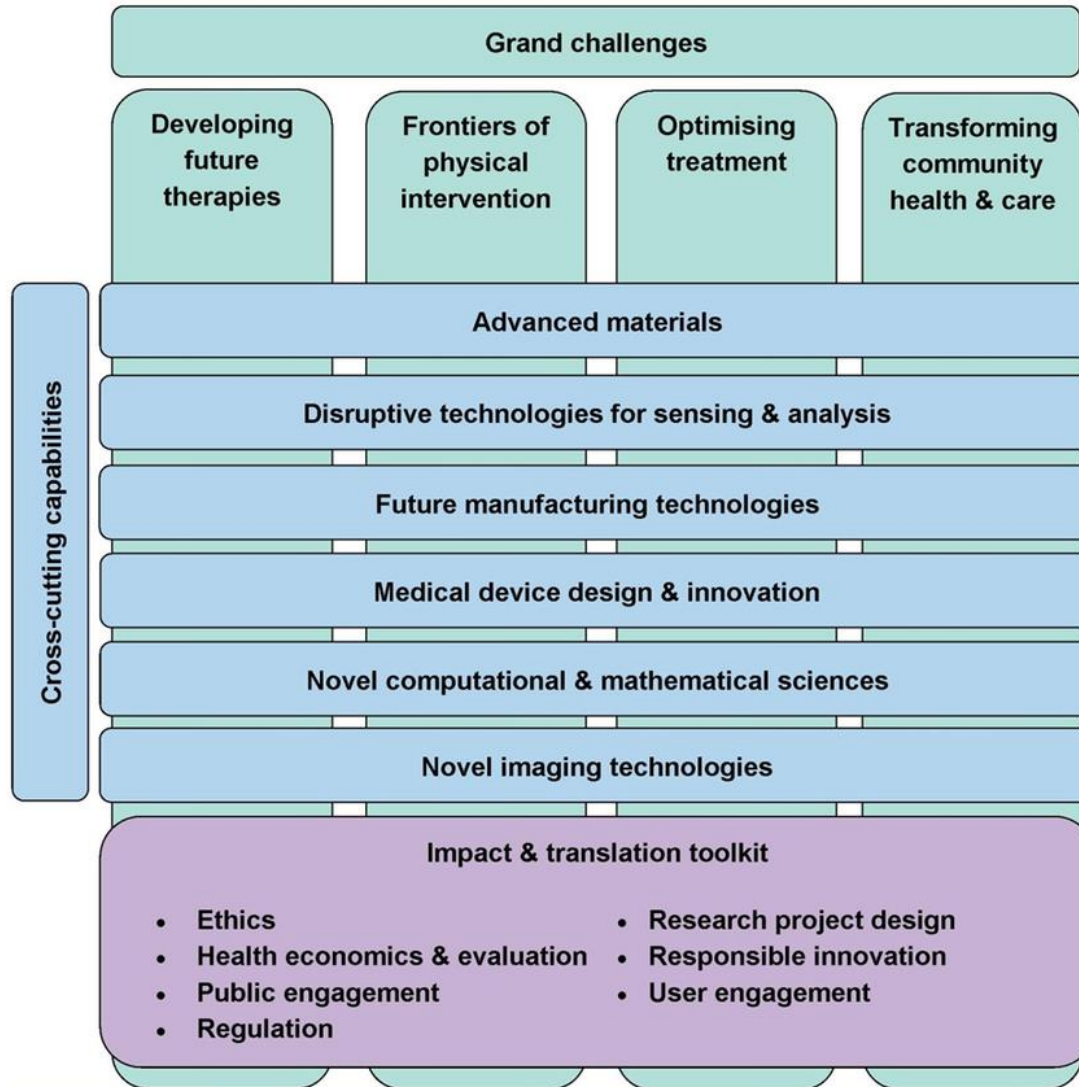 Grand challenges
Developing
future
therapies
Frontiers of
physical
intervention
Optimising
treatment
Transforming
community
health & care
Cross-cutting capabilities
Advanced materials
Disruptive technologies for sensing & analysis
Future manufacturing technologies
Medical device design & innovation
Novel computational & mathematical sciences
Novel imaging technologies
Impact & translation toolkit
• Ethics
• Health economics & evaluation
• Public engagement
• Regulation
• Research project design
• Responsible innovation
• User engagement